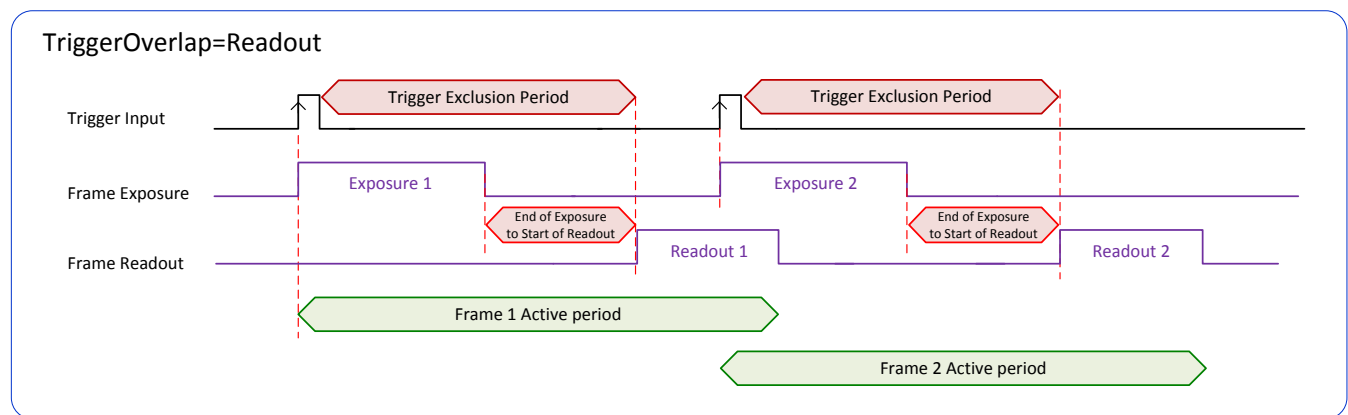 TriggerOverlap=Readout
Trigger Exclusion Period
Trigger Exclusion Period
Trigger Input
Exposure 1
Exposure 2
Frame Exposure
End of Exposure
to Start of Readout
End of Exposure
to Start of Readout
Readout 1
Readout 2
Frame Readout
Frame 1 Active period
Frame 2 Active period